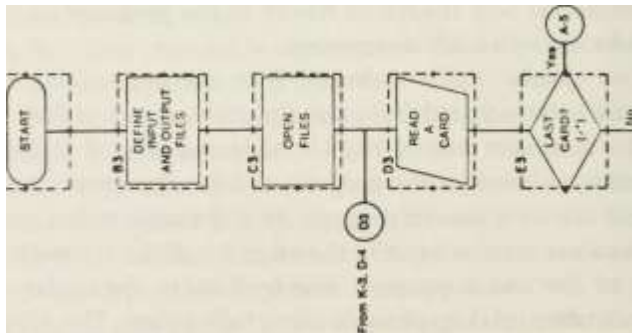 START
B3
DEFINE
INPUT
AND OUTPUT
FILES
C3
OPEN
FILES
From K-3, D-4
D3
D3
READ
A
CARD
E3
LAST
CARD?
Yes
A-5
No